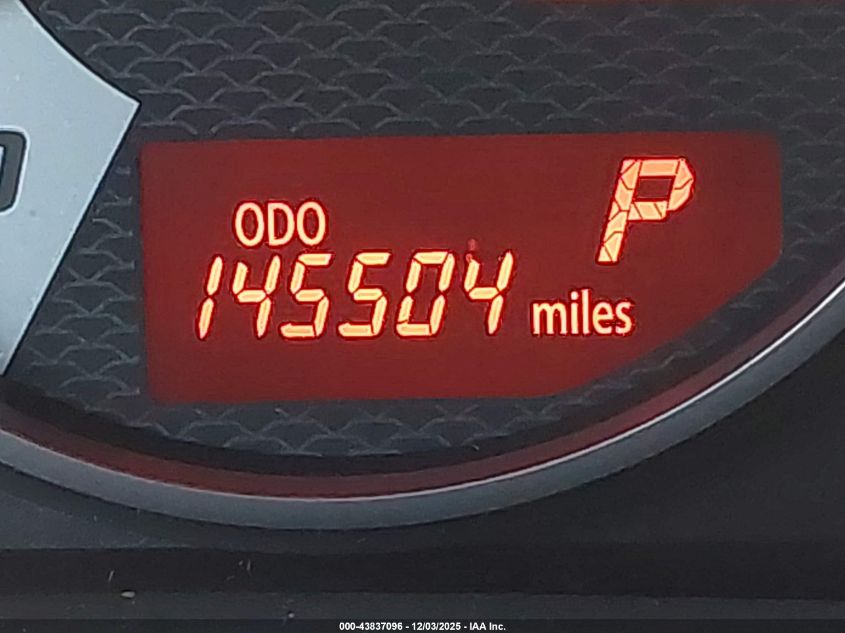 P
ODO
145504 miles
000-43837096 - 12/03/2025 - IAA Inc.